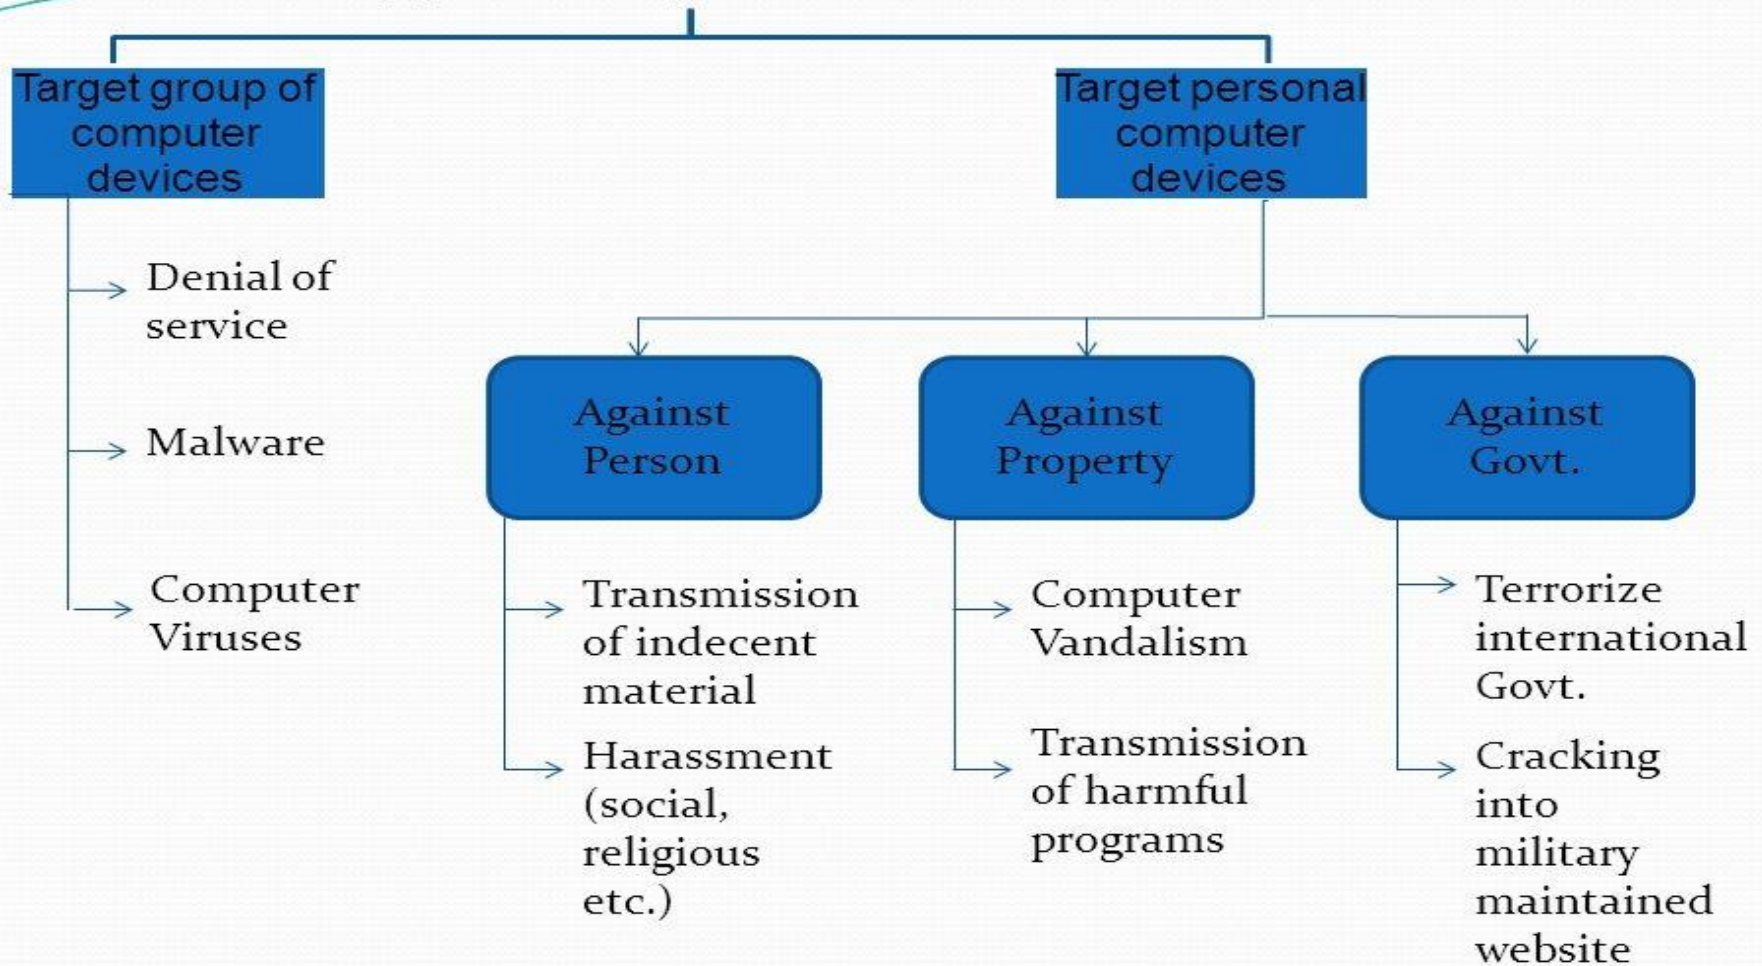 Target group of
computer
devices
Target personal
computer
devices
Denial of
service
Malware
Computer
Viruses
Against
Person
Transmission
of indecent
material
Harassment
(social,
religious
etc.)
Against
Property
Computer
Vandalism
Transmission
of harmful
programs
Against
Govt.
Terrorize
international
Govt.
Cracking
into
military
maintained
website